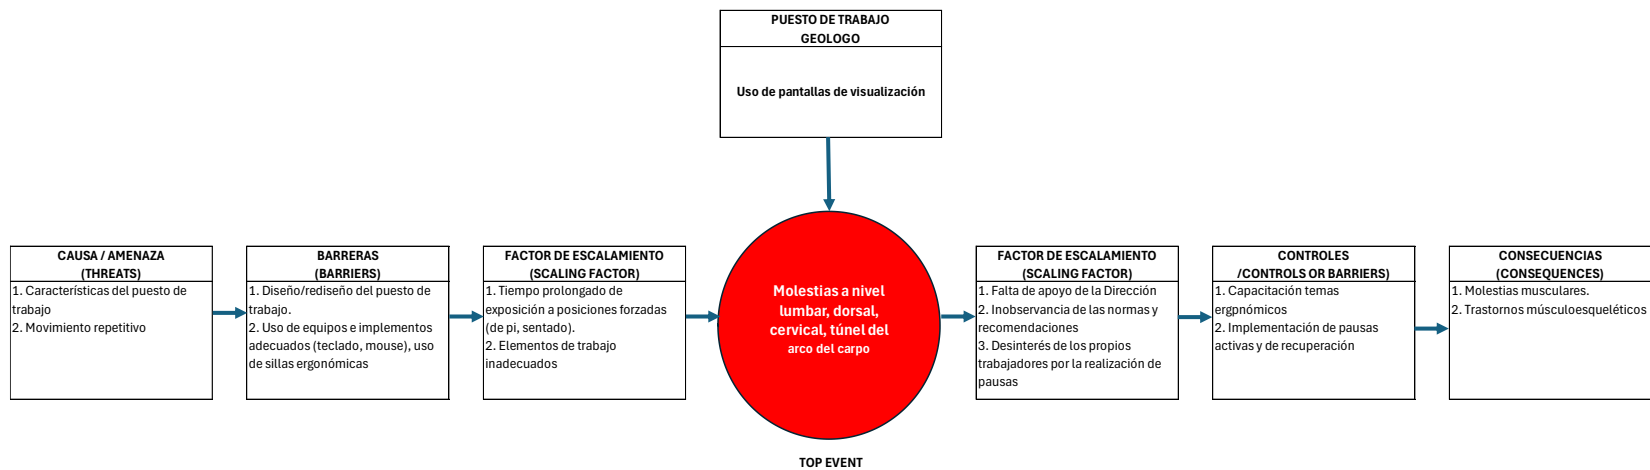 PUESTO DE TRABAJO
GEOLOGO
Uso de pantallas de visualización
CAUSA / AMENAZA
(THREATS)
1. Características del puesto de
trabajo
2. Movimiento repetitivo
BARRERAS
(BARRIERS)
1. Diseño/rediseño del puesto de
trabajo.
2. Uso de equipos e implementos
adecuados (teclado, mouse), uso
de sillas ergonómicas
FACTOR DE ESCALAMIENTO
(SCALING FACTOR)
1. Tiempo prolongado de
exposición a posiciones forzadas
(de pi, sentado).
2. Elementos de trabajo
inadecuados
Molestias a nivel
lumbar, dorsal,
cervical, túnel del
arco del carpo
TOP EVENT
FACTOR DE ESCALAMIENTO
(SCALING FACTOR)
1. Falta de apoyo de la Dirección
2. Inobservancia de las normas y
recomendaciones
3. Desinterés de los propios
trabajadores por la realización de
pausas
CONTROLES
/CONTROLS OR BARRIERS)
1. Capacitación temas
ergpnómicos
2. Implementación de pausas
activas y de recuperación
CONSECUENCIAS
(CONSEQUENCES)
1. Molestias musculares.
2. Trastornos músculoesqueléticos